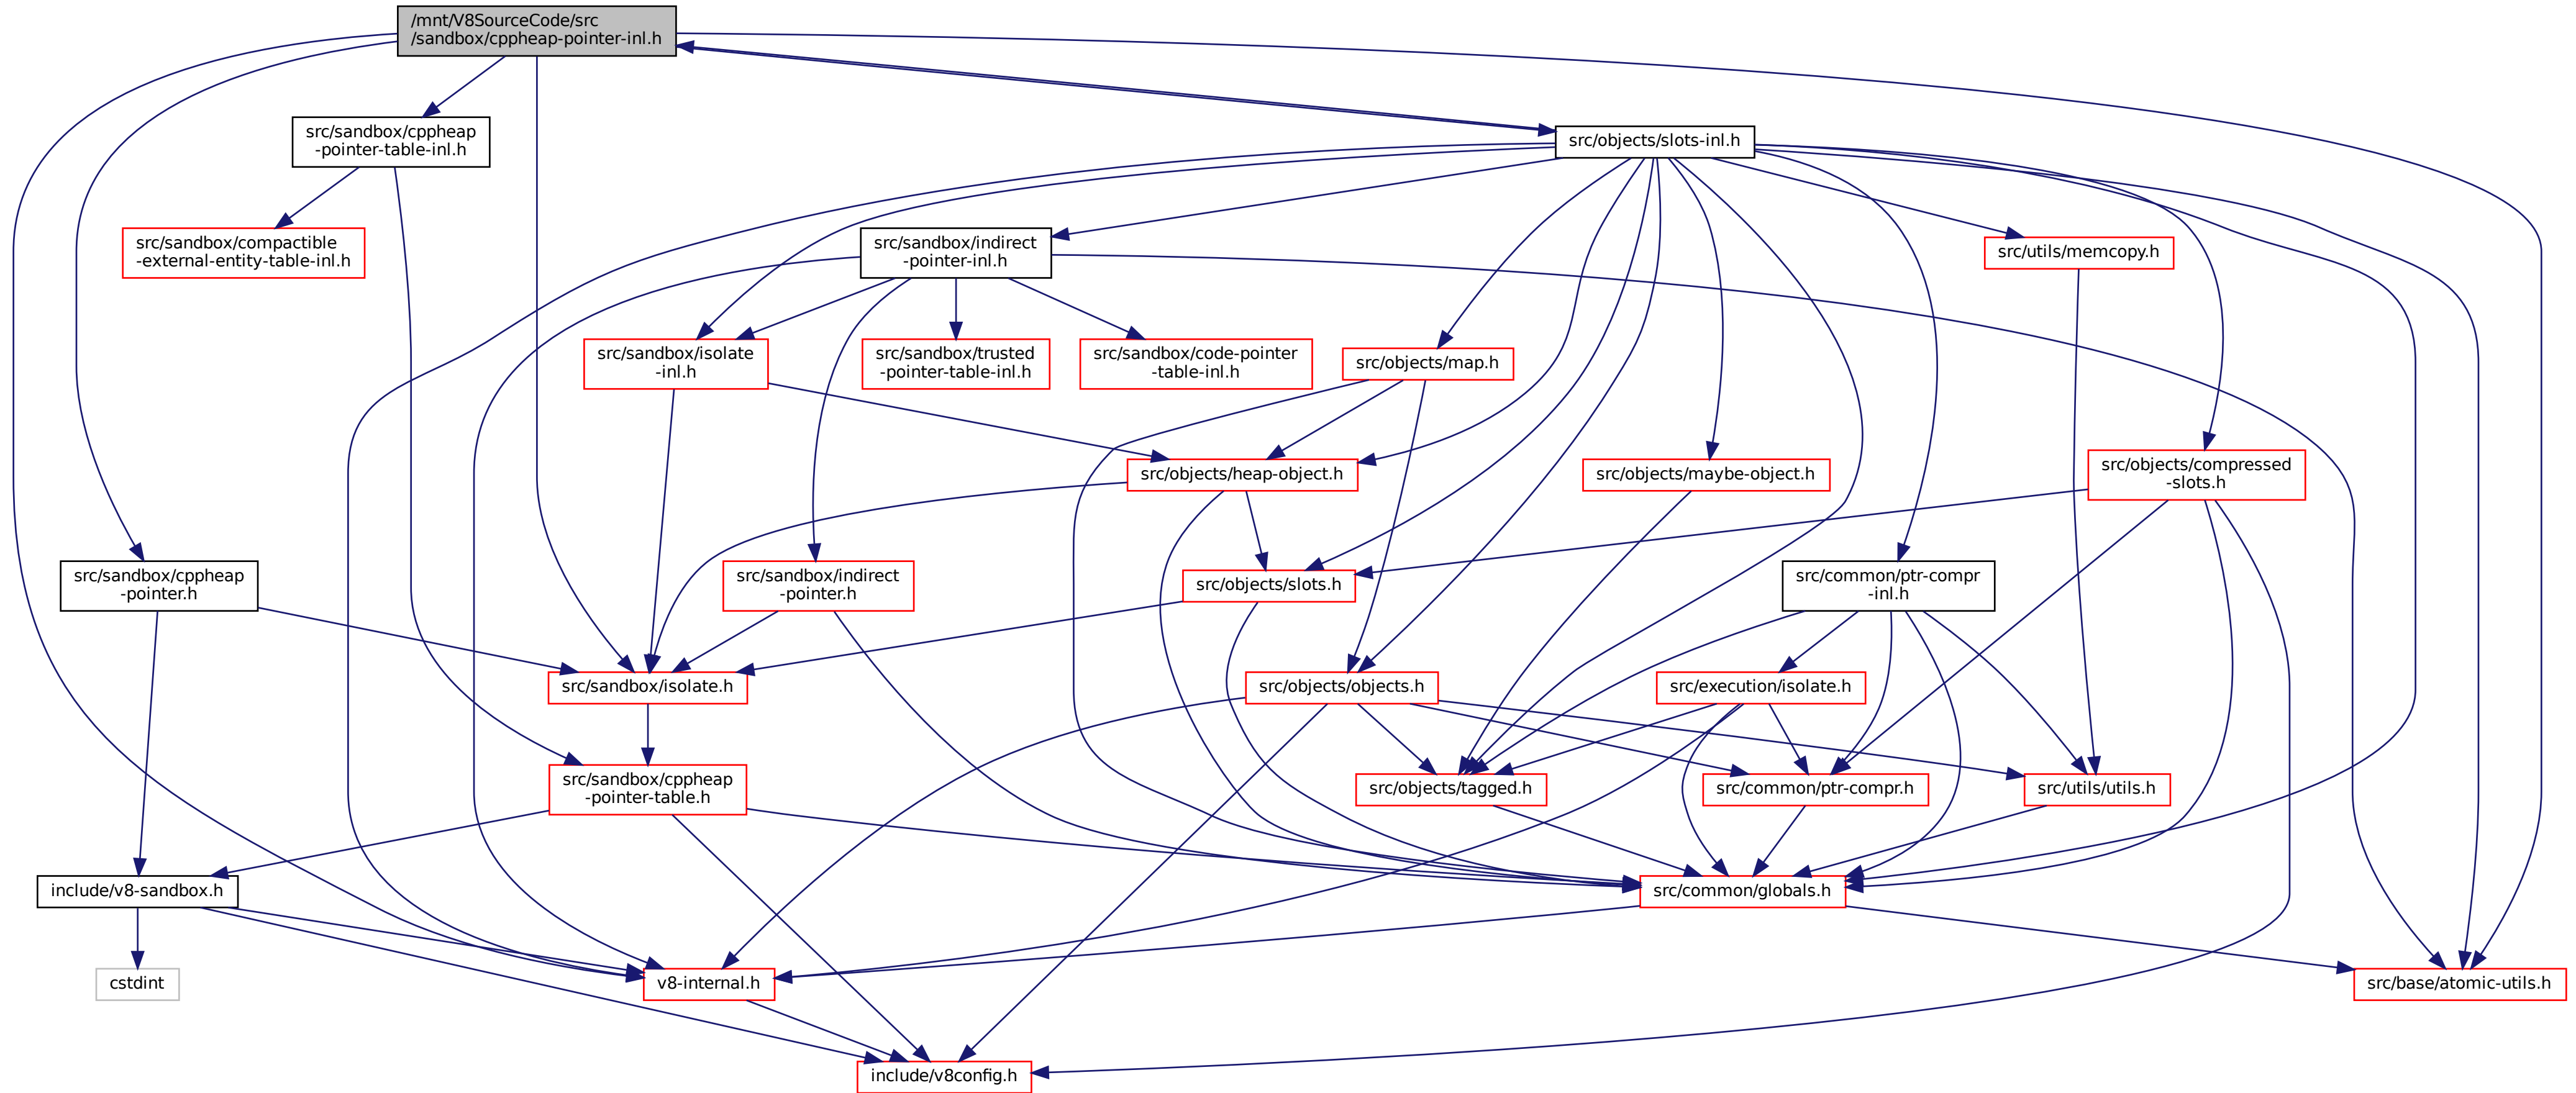 /mnt/V8SourceCode/src
/sandbox/cppheap-pointer-inl.h
src/sandbox/cppheap
-pointer-table-inl.h
src/objects/slots-inl.h
src/sandbox/compactible
-external-entity-table-inl.h
src/sandbox/indirect
-pointer-inl.h
src/utils/memcopy.h
src/sandbox/isolate
-inl.h
src/sandbox/trusted
-pointer-table-inl.h
src/sandbox/code-pointer
-table-inl.h
src/objects/map.h
src/objects/heap-object.h
src/objects/maybe-object.h
src/objects/compressed
-slots.h
src/sandbox/cppheap
-pointer.h
src/sandbox/indirect
-pointer.h
src/objects/slots.h
src/common/ptr-compr
-inl.h
src/sandbox/isolate.h
src/objects/objects.h
src/execution/isolate.h
src/sandbox/cppheap
-pointer-table.h
src/objects/tagged.h
src/common/ptr-compr.h
src/utils/utils.h
include/v8-sandbox.h
src/common/globals.h
cstdint
v8-internal.h
src/base/atomic-utils.h
include/v8config.h